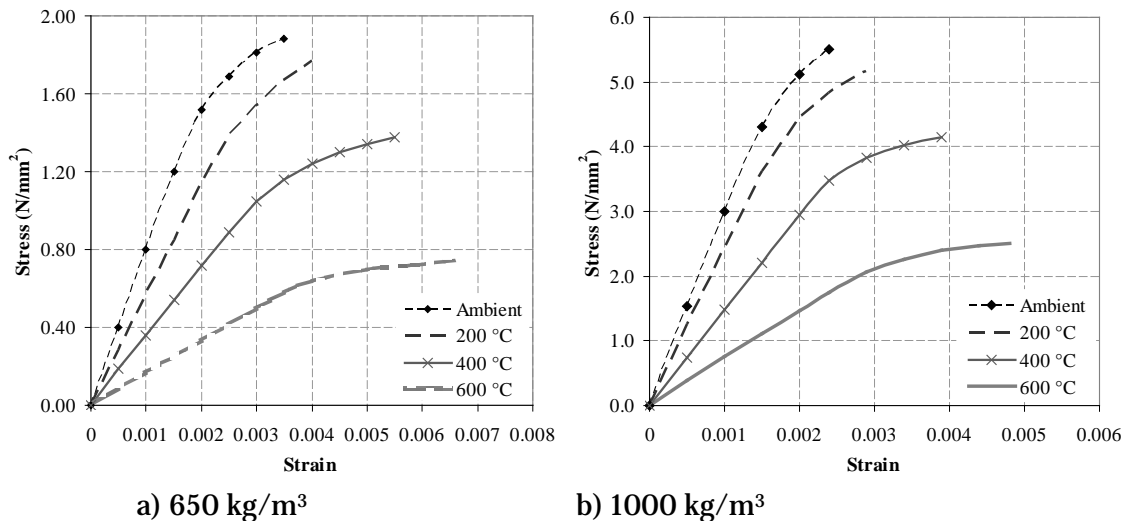 2.00
1.60
1.20
0.80
0.40
0.00
Stress (N/mm²)
0 0.001 0.002 0.003 0.004 0.005 0.006 0.007 0.008
Strain
Ambient
200 °C
400 °C
600 °C
a) 650 kg/m³
6.0
5.0
4.0
3.0
2.0
1.0
0.0
Stress (N/mm²)
0 0.001 0.002 0.003 0.004 0.005 0.006
Strain
Ambient
200 °C
400 °C
600 °C
b) 1000 kg/m³